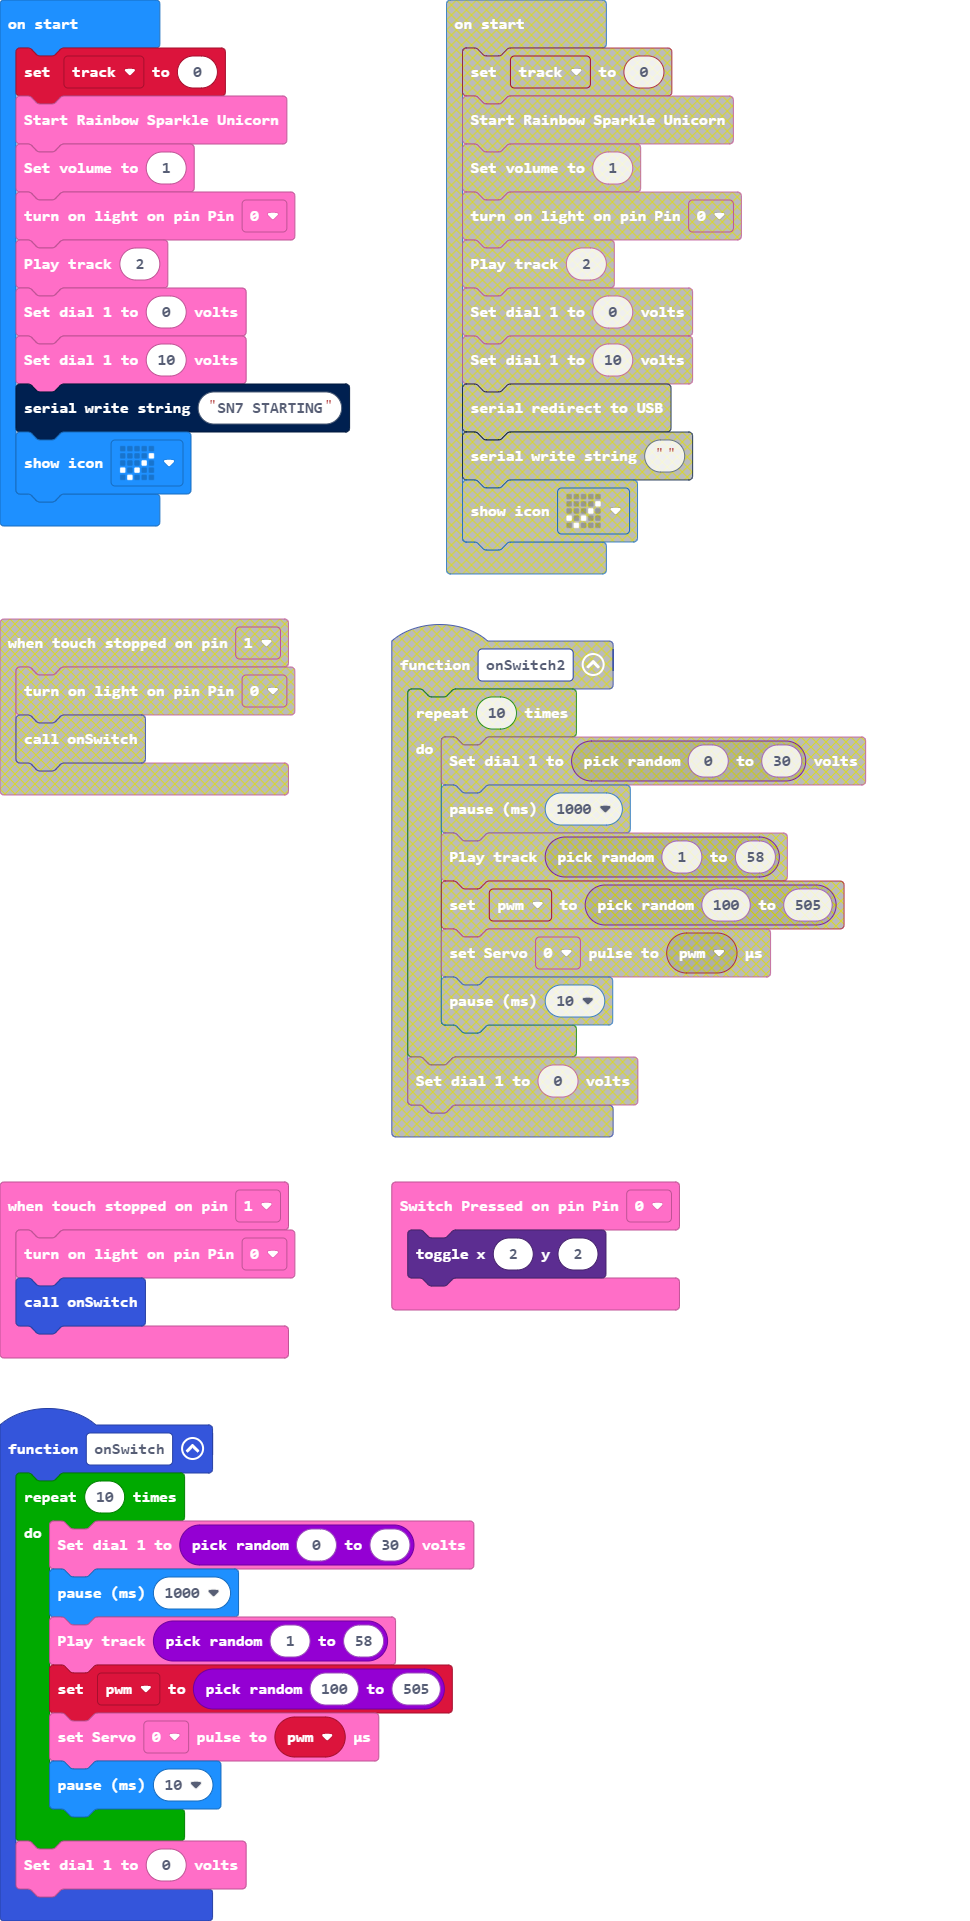 on start
set track to 0
Start Rainbow Sparkle Unicorn
Set volume to 1
turn on light on pin Pin 0
Play track 2
Set dial 1 to 0 volts
Set dial 1 to 10 volts
serial write string "SN7 STARTING"
show icon
on start
set track to 0
Start Rainbow Sparkle Unicorn
Set volume to 1
turn on light on pin Pin 0
Play track 2
Set dial 1 to 0 volts
Set dial 1 to 10 volts
serial redirect to USB
serial write string " "
show icon
when touch stopped on pin 1
turn on light on pin Pin 0
call onSwitch
function onSwitch2
repeat 10 times
do
Set dial 1 to pick random 0 to 30 volts
pause (ms) 1000
Play track pick random 1 to 58
set pwm to pick random 100 to 505
set Servo 0 pulse to pwm µs
pause (ms) 10
Set dial 1 to 0 volts
when touch stopped on pin 1
turn on light on pin Pin 0
call onSwitch
Switch Pressed on pin Pin 0
toggle x 2 y 2
function onSwitch
repeat 10 times
do
Set dial 1 to pick random 0 to 30 volts
pause (ms) 1000
Play track pick random 1 to 58
set pwm to pick random 100 to 505
set Servo 0 pulse to pwm µs
pause (ms) 10
Set dial 1 to 0 volts